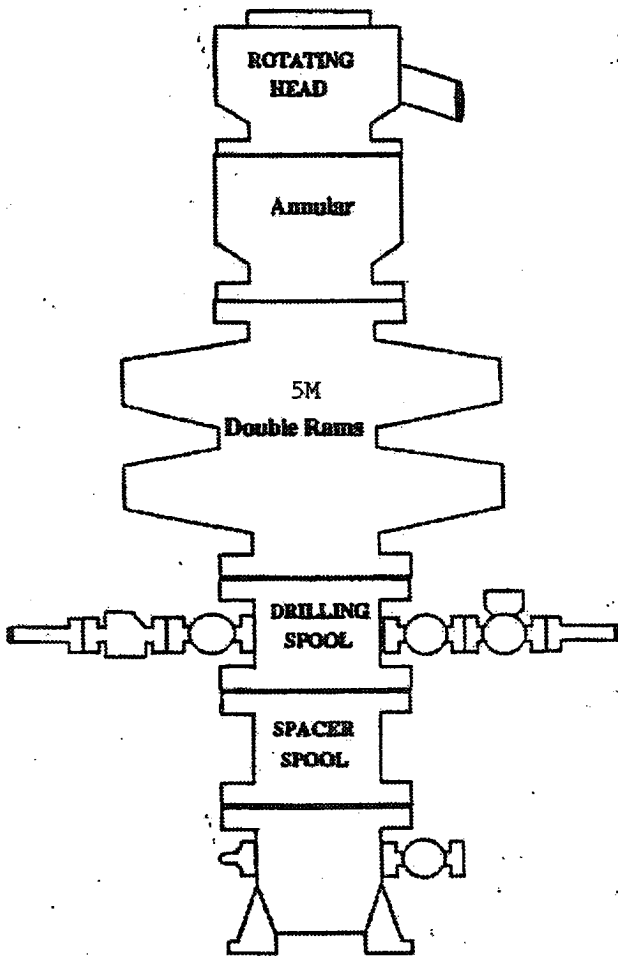 ROTATING
HEAD
Annular
5M
Double Rams
DRILLING
SPOOL
SPACER
SPOOL